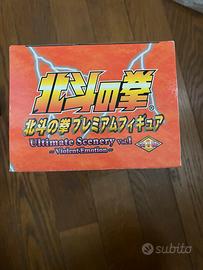 北斗の拳
北斗の拳プレミアムフィギュア
Ultimate Scenery Vol.1
-Violent Emotion-
subito